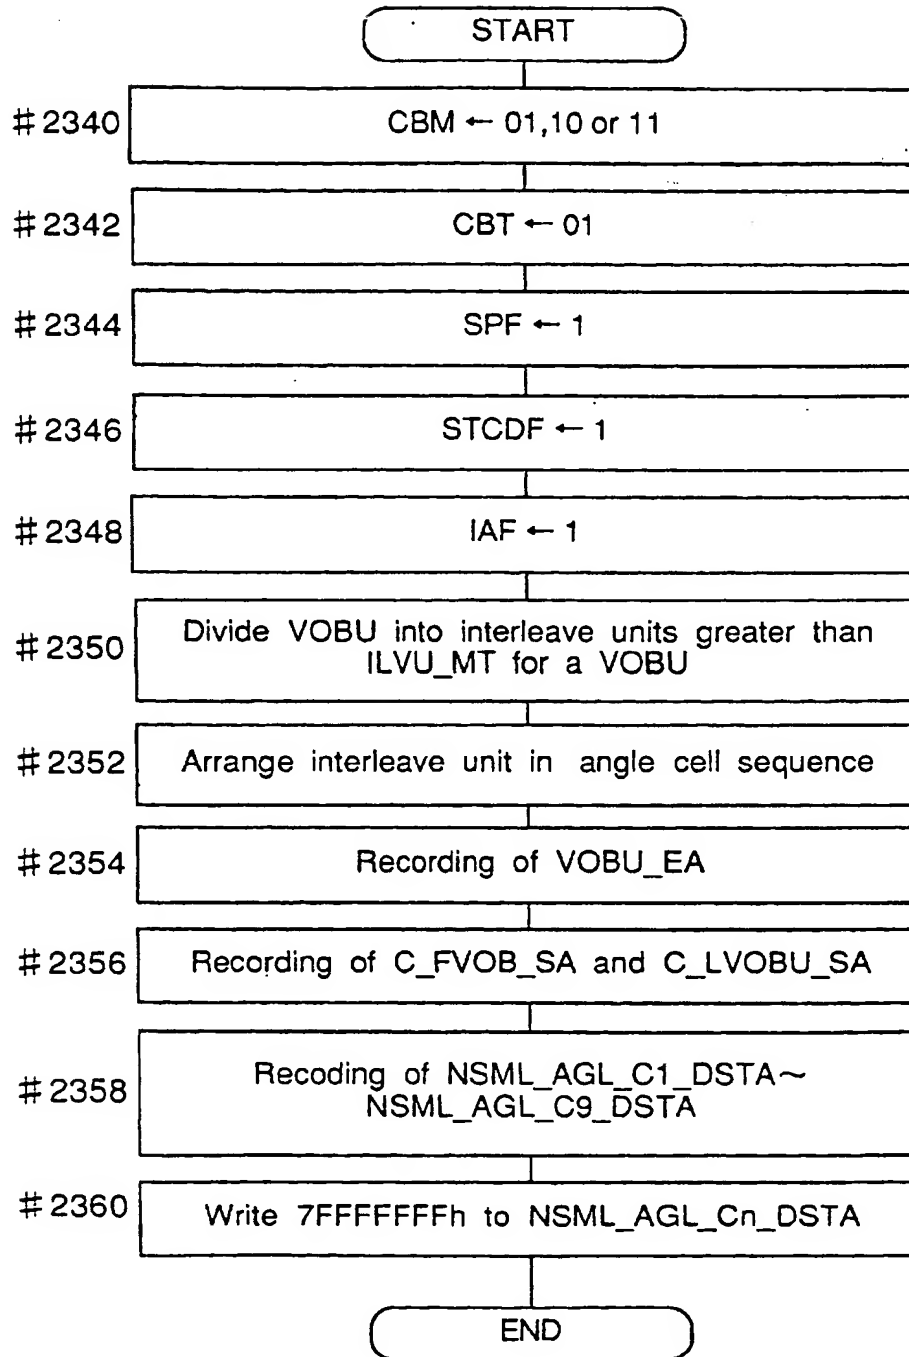 START
#2340 CBM ← 01,10 or 11
#2342 CBT ← 01
#2344 SPF ← 1
#2346 STCDF ← 1
#2348 IAF ← 1
#2350 Divide VOBU into interleave units greater than
ILVU_MT for a VOBU
#2352 Arrange interleave unit in angle cell sequence
#2354 Recording of VOBU_EA
#2356 Recording of C_FVOB_SA and C_LVOBU_SA
#2358 Recoding of NSML_AGL_C1_DSTA~
NSML_AGL_C9_DSTA
#2360 Write 7FFFFFFFh to NSML_AGL_Cn_DSTA
END